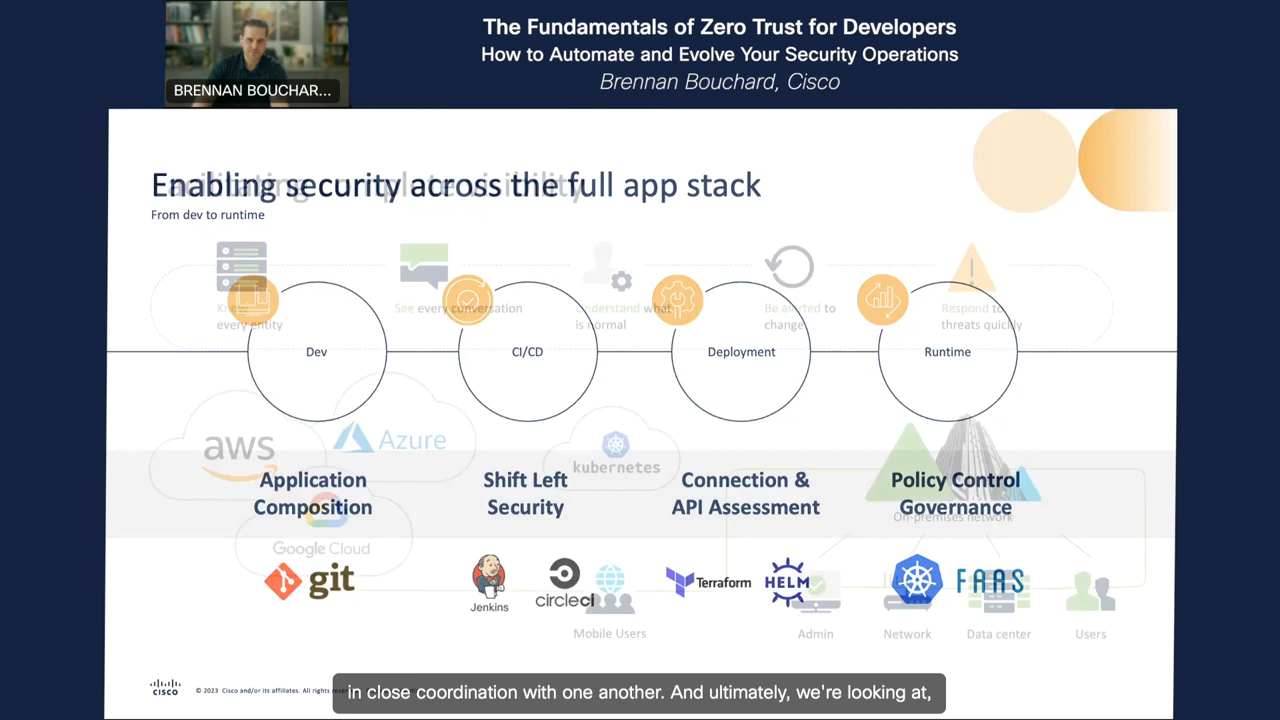 The Fundamentals of Zero Trust for Developers
How to Automate and Evolve Your Security Operations
Brennan Bouchard, Cisco
BRENNAN BOUCHAR...
Enabling security across the full app stack
From dev to runtime
Know
every entity
See every conversation
Understand what
is normal
Be alerted to
change
Respond to
threats quickly
Dev
CI/CD
Deployment
Runtime
aws
Azure
kubernetes
Google Cloud
On-premises network
Application
Composition
Shift Left
Security
Connection &
API Assessment
Policy Control
Governance
git
Jenkins
circleci
Terraform
HELM
FAAS
Mobile Users
Admin
Network
Data center
Users
CISCO
© 2023 Cisco and/or its affiliates. All rights
in close coordination with one another. And ultimately, we're looking at,